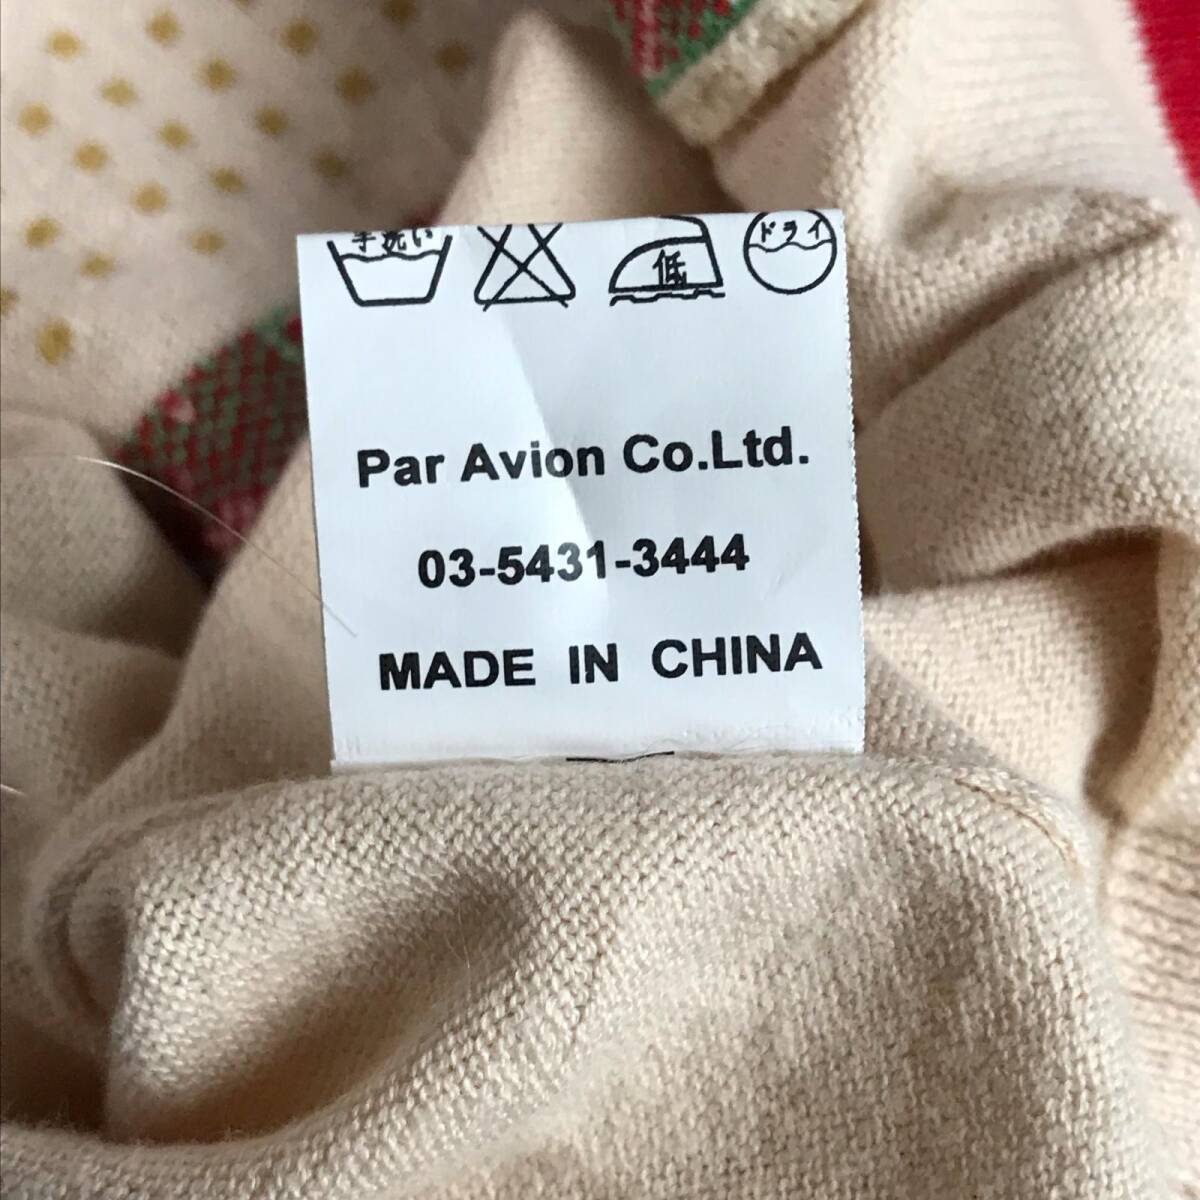 手洗い 低 ドライ
Par Avion Co.Ltd.
03-5431-3444
MADE IN CHINA